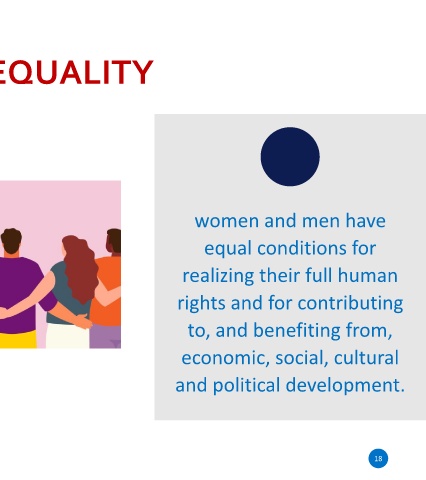 EQUALITY
women and men have
equal conditions for
realizing their full human
rights and for contributing
to, and benefiting from,
economic, social, cultural
and political development.
18